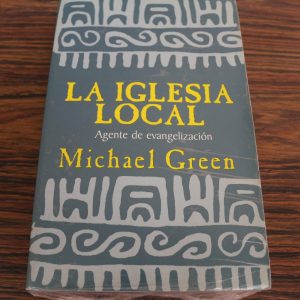 LA IGLESIA
LOCAL
Agente de evangelización
Michael Green